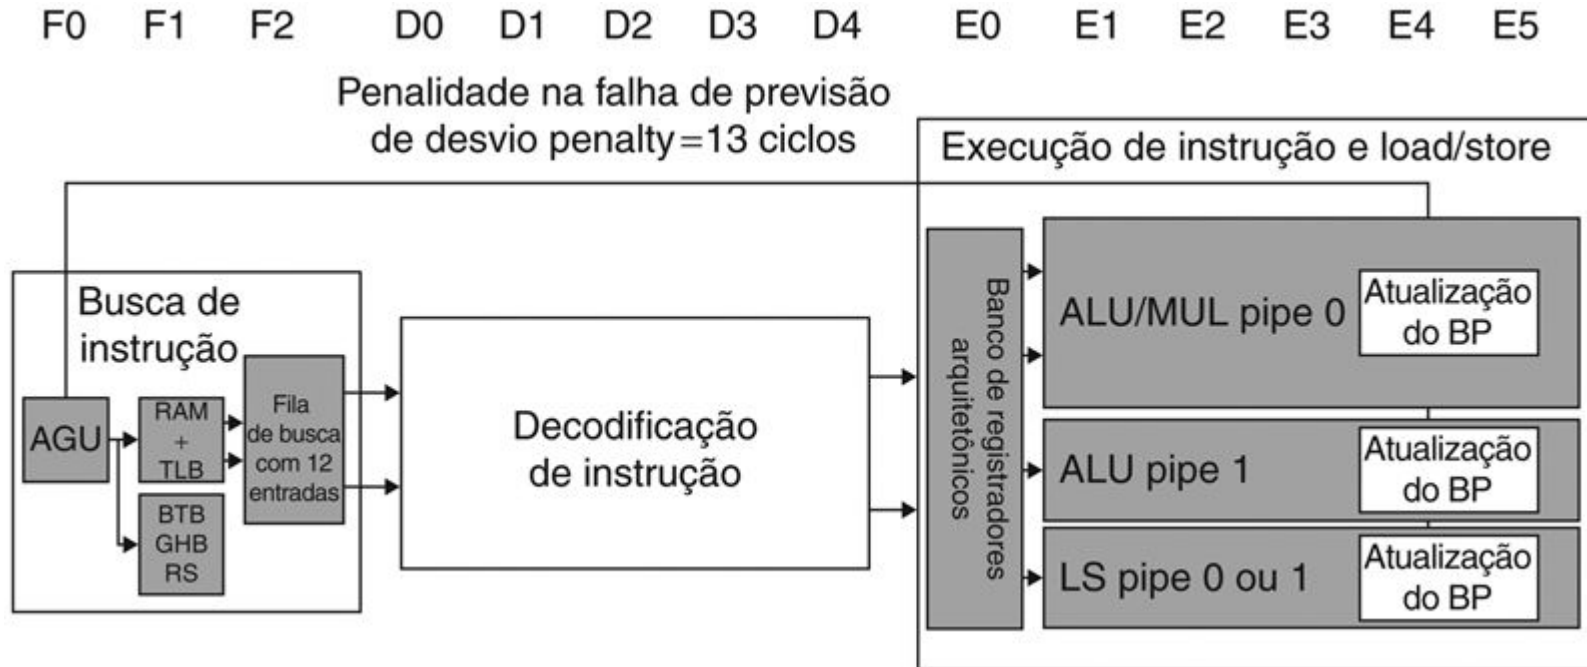 F0 F1 F2 D0 D1 D2 D3 D4 E0 E1 E2 E3 E4 E5
Penalidade na falha de previsão
de desvio penalty=13 ciclos
Execução de instrução e load/store
Busca de
instrução
AGU
RAM
+
TLB
BTB
GHB
RS
Fila
de busca
com 12
entradas
Decodificação
de instrução
Banco de registradores
arquitetônicos
ALU/MUL pipe 0
Atualização
do BP
ALU pipe 1
Atualização
do BP
LS pipe 0 ou 1
Atualização
do BP